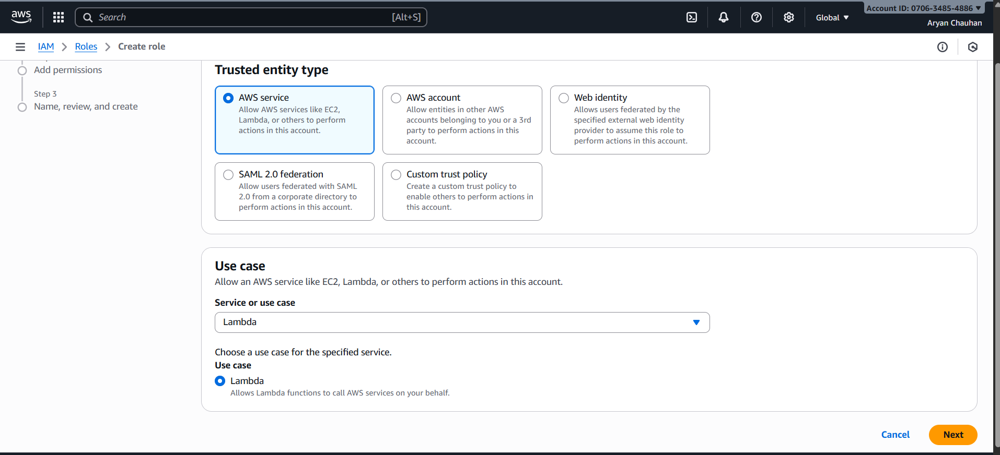 aws
Search
[Alt+S]
Global
Account ID: 0706-3485-4886
Aryan Chauhan
IAM
Roles
Create role
Add permissions
Step 3
Name, review, and create
Trusted entity type
AWS service
Allow AWS services like EC2,
Lambda, or others to perform
actions in this account.
AWS account
Allow entities in other AWS
accounts belonging to you or a 3rd
party to perform actions in this
account.
Web identity
Allows users federated by the
specified external web identity
provider to assume this role to
perform actions in this account.
SAML 2.0 federation
Allow users federated with SAML
2.0 from a corporate directory to
perform actions in this account.
Custom trust policy
Create a custom trust policy to
enable others to perform actions in
this account.
Use case
Allow an AWS service like EC2, Lambda, or others to perform actions in this account.
Service or use case
Lambda
Choose a use case for the specified service.
Use case
Lambda
Allows Lambda functions to call AWS services on your behalf.
Cancel
Next